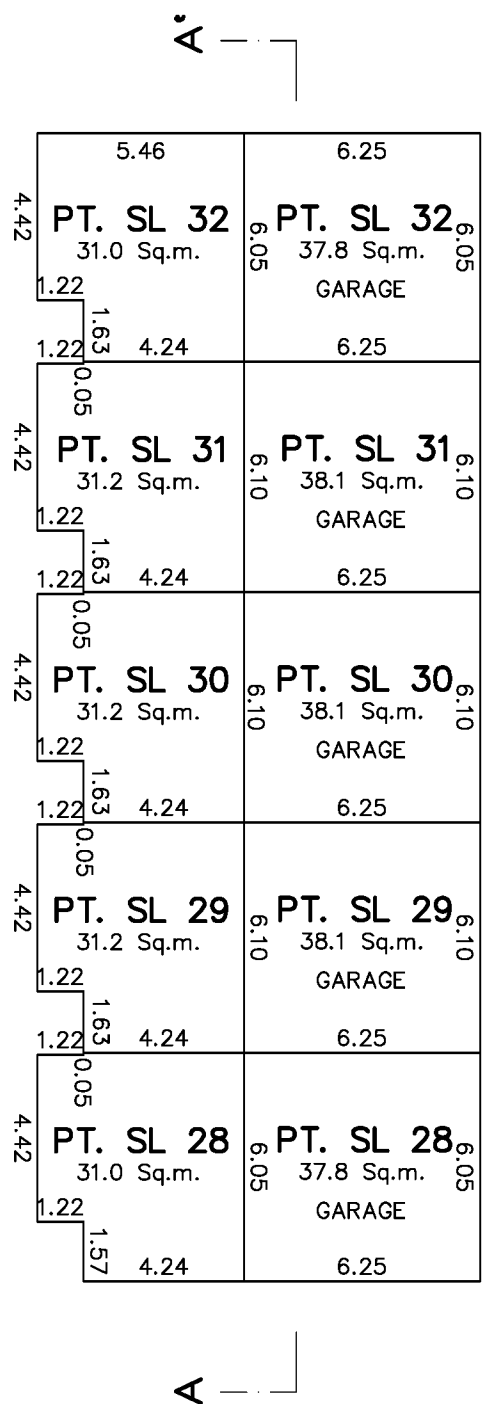 A'
5.46 6.25
4.42 PT. SL 32 6.05 PT. SL 32 6.05
31.0 Sq.m. 37.8 Sq.m.
1.22 GARAGE
1.22 1.63 4.24 6.25
0.05
4.42 PT. SL 31 6.10 PT. SL 31 6.10
31.2 Sq.m. 38.1 Sq.m.
1.22 GARAGE
1.22 1.63 4.24 6.25
0.05
4.42 PT. SL 30 6.10 PT. SL 30 6.10
31.2 Sq.m. 38.1 Sq.m.
1.22 GARAGE
1.22 1.63 4.24 6.25
0.05
4.42 PT. SL 29 6.10 PT. SL 29 6.10
31.2 Sq.m. 38.1 Sq.m.
1.22 GARAGE
1.22 1.63 4.24 6.25
0.05
4.42 PT. SL 28 6.05 PT. SL 28 6.05
31.0 Sq.m. 37.8 Sq.m.
1.22 GARAGE
1.57 4.24 6.25
A